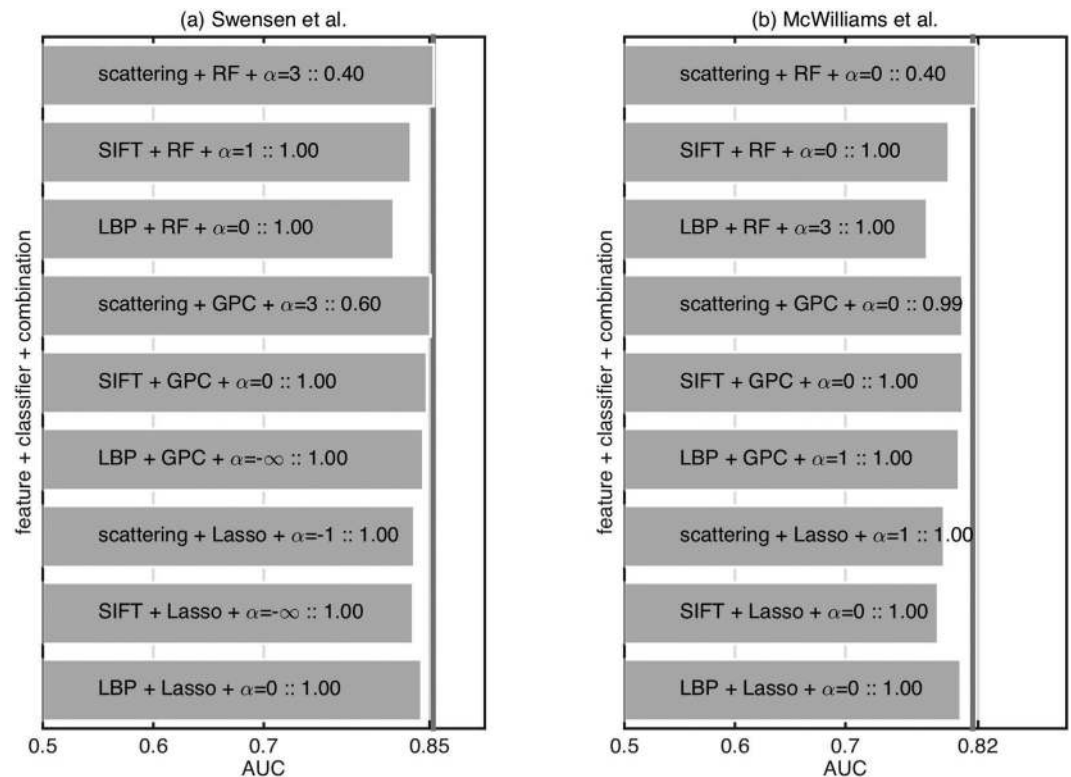 (a) Swensen et al.
feature + classifier + combination
scattering + RF + α=3 :: 0.40
SIFT + RF + α=1 :: 1.00
LBP + RF + α=0 :: 1.00
scattering + GPC + α=3 :: 0.60
SIFT + GPC + α=0 :: 1.00
LBP + GPC + α=-∞ :: 1.00
scattering + Lasso + α=-1 :: 1.00
SIFT + Lasso + α=-∞ :: 1.00
LBP + Lasso + α=0 :: 1.00
0.5 0.6 0.7 0.85
AUC
(b) McWilliams et al.
feature + classifier + combination
scattering + RF + α=0 :: 0.40
SIFT + RF + α=0 :: 1.00
LBP + RF + α=3 :: 1.00
scattering + GPC + α=0 :: 0.99
SIFT + GPC + α=0 :: 1.00
LBP + GPC + α=1 :: 1.00
scattering + Lasso + α=1 :: 1.00
SIFT + Lasso + α=0 :: 1.00
LBP + Lasso + α=0 :: 1.00
0.5 0.6 0.7 0.82
AUC